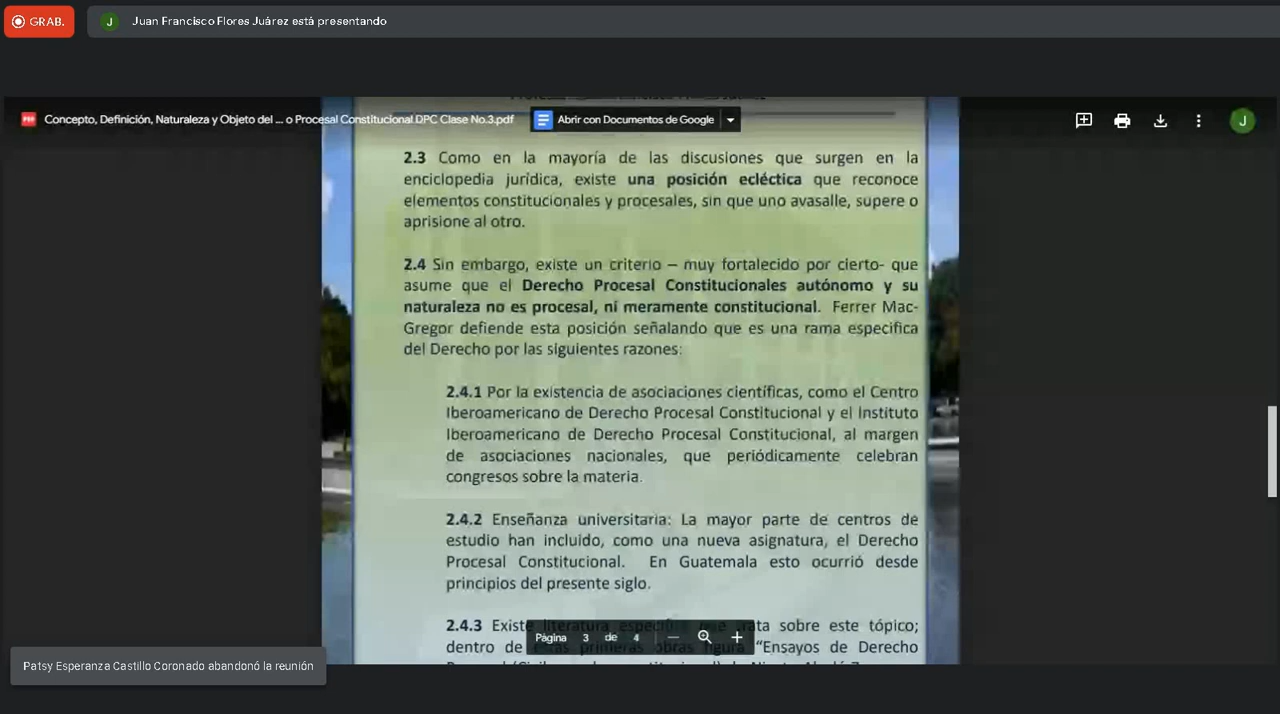 GRAB.
J
Juan Francisco Flores Juárez está presentando
Concepto, Definición, Naturaleza y Objeto del ... o Procesal Constitucional.DPC Clase No.3.pdf
Abrir con Documentos de Google
J
2.3 Como en la mayoría de las discusiones que surgen en la
enciclopedia jurídica, existe una posición ecléctica que reconoce
elementos constitucionales y procesales, sin que uno avasalle, supere o
aprisione al otro.
2.4 Sin embargo, existe un criterio – muy fortalecido por cierto- que
asume que el Derecho Procesal Constitucionales autónomo y su
naturaleza no es procesal, ni meramente constitucional. Ferrer Mac-
Gregor defiende esta posición señalando que es una rama especifica
del Derecho por las siguientes razones:
2.4.1 Por la existencia de asociaciones científicas, como el Centro
Iberoamericano de Derecho Procesal Constitucional y el Instituto
Iberoamericano de Derecho Procesal Constitucional, al margen
de asociaciones nacionales, que periódicamente celebran
congresos sobre la materia.
2.4.2 Enseñanza universitaria: La mayor parte de centros de
estudio han incluido, como una nueva asignatura, el Derecho
Procesal Constitucional. En Guatemala esto ocurrió desde
principios del presente siglo.
2.4.3 Existe literatura especifica que trata sobre este tópico;
Página 3 de 4
dentro de estas primeras obras figura “Ensayos de Derecho
Patsy Esperanza Castillo Coronado abandonó la reunión